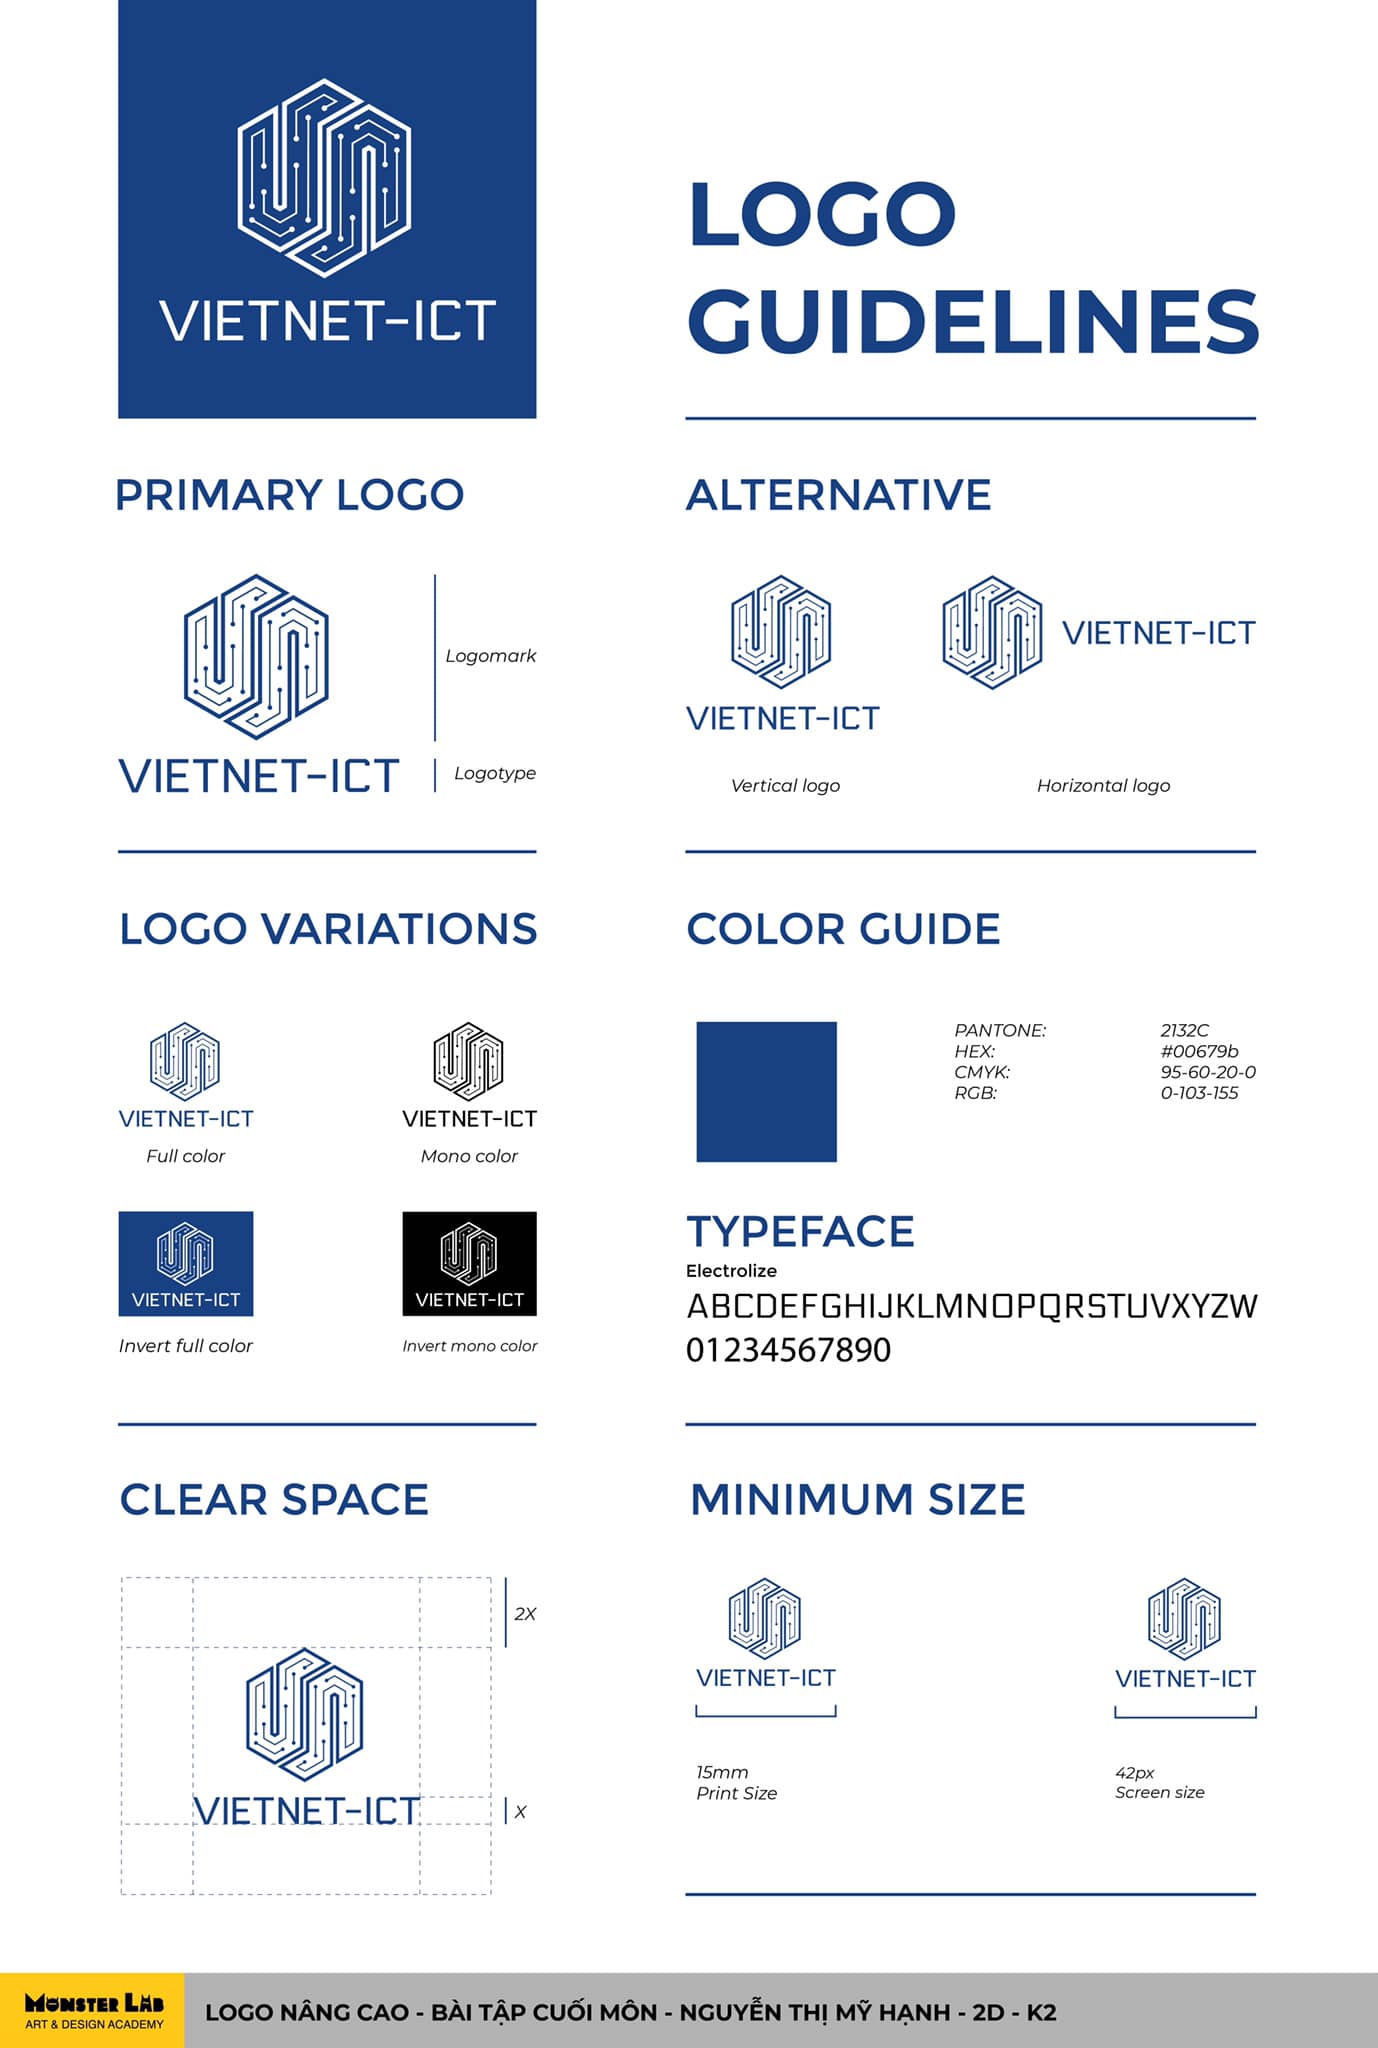 VIETNET-ICT
LOGO
GUIDELINES
PRIMARY LOGO
Logomark
VIETNET-ICT
Logotype
ALTERNATIVE
VIETNET-ICT
Vertical logo
VIETNET-ICT
Horizontal logo
LOGO VARIATIONS
VIETNET-ICT
Full color
VIETNET-ICT
Mono color
VIETNET-ICT
Invert full color
VIETNET-ICT
Invert mono color
COLOR GUIDE
PANTONE: 2132C
HEX: #00679b
CMYK: 95-60-20-0
RGB: 0-103-155
TYPEFACE
Electrolize
ABCDEFGHIJKLMNOPQRSTUVXYZW
01234567890
CLEAR SPACE
2X
VIETNET-ICT
X
MINIMUM SIZE
VIETNET-ICT
15mm
Print Size
VIETNET-ICT
42px
Screen size
MONSTER LAB
ART & DESIGN ACADEMY
LOGO NÂNG CAO - BÀI TẬP CUỐI MÔN - NGUYỄN THỊ MỸ HẠNH - 2D - K2